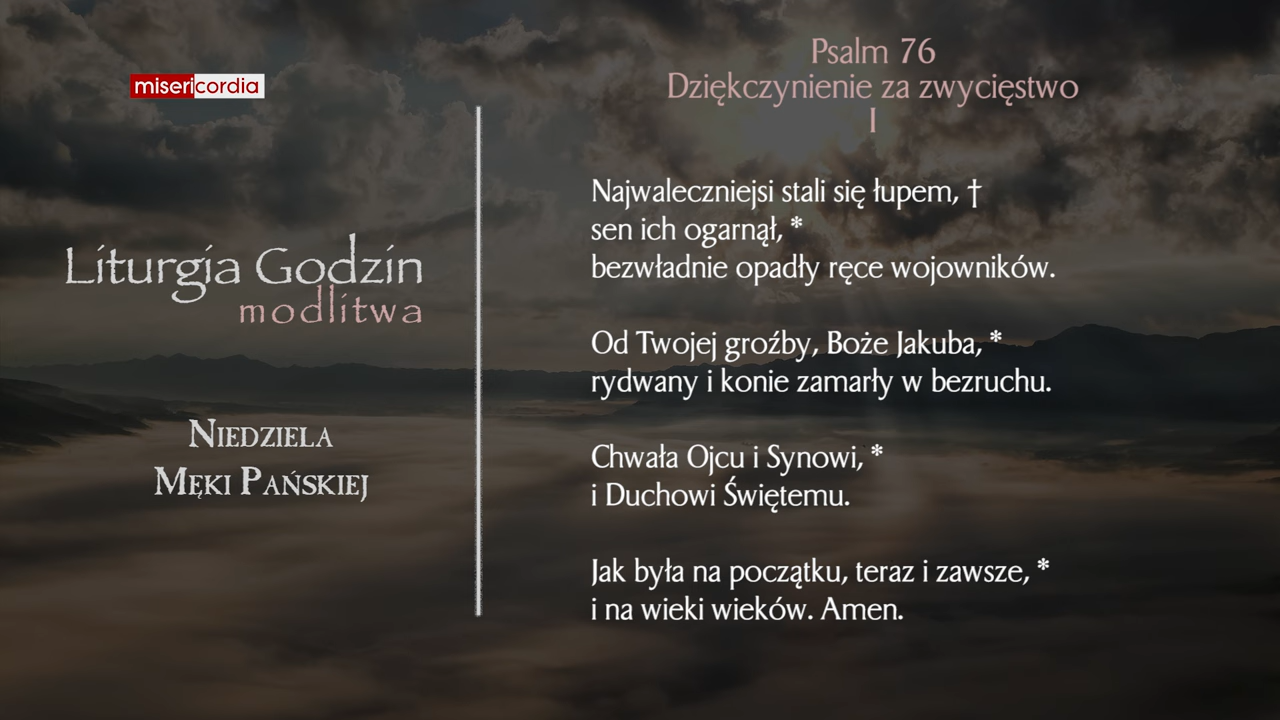 misericordia
Liturgia Godzin
modlitwa
Niedziela
Męki Pańskiej
Psalm 76
Dziękczynienie za zwycięstwo
I
Najwaleczniejsi stali się łupem, †
sen ich ogarnął, *
bezwładnie opadły ręce wojowników.
Od Twojej groźby, Boże Jakuba, *
rydwany i konie zamarły w bezruchu.
Chwała Ojcu i Synowi, *
i Duchowi Świętemu.
Jak była na początku, teraz i zawsze, *
i na wieki wieków. Amen.